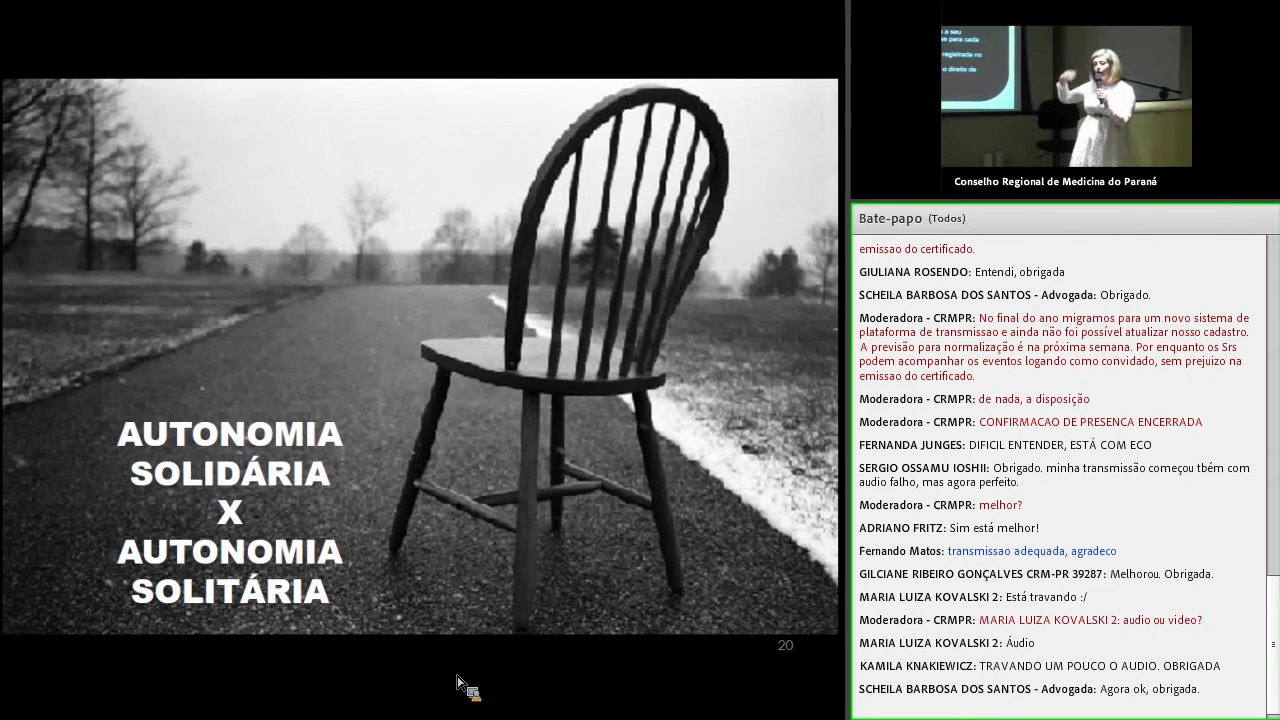 AUTONOMIA
SOLIDÁRIA
X
AUTONOMIA
SOLITÁRIA
20
a seu
s para cada
registrada no
o direito de
Conselho Regional de Medicina do Paraná
Bate-papo (Todos)
emissao do certificado.
GIULIANA ROSENDO: Entendi, obrigada
SCHEILA BARBOSA DOS SANTOS - Advogada: Obrigado.
Moderadora - CRMPR: No final do ano migramos para um novo sistema de
plataforma de transmissao e ainda não foi possível atualizar nosso cadastro.
A previsão para normalização é na próxima semana. Por enquanto os Srs
podem acompanhar os eventos logando como convidado, sem prejuizo na
emissao do certificado.
Moderadora - CRMPR: de nada, a disposição
Moderadora - CRMPR: CONFIRMACAO DE PRESENCA ENCERRADA
FERNANDA JUNGES: DIFICIL ENTENDER, ESTÁ COM ECO
SERGIO OSSAMU IOSHII: Obrigado. minha transmissão começou tbém com
audio falho, mas agora perfeito.
Moderadora - CRMPR: melhor?
ADRIANO FRITZ: Sim está melhor!
Fernando Matos: transmissao adequada, agradeco
GILCIANE RIBEIRO GONÇALVES CRM-PR 39287: Melhorou. Obrigada.
MARIA LUIZA KOVALSKI 2: Está travando :/
Moderadora - CRMPR: MARIA LUIZA KOVALSKI 2: audio ou video?
MARIA LUIZA KOVALSKI 2: Áudio
KAMILA KNAKIEWICZ: TRAVANDO UM POUCO O AUDIO. OBRIGADA
SCHEILA BARBOSA DOS SANTOS - Advogada: Agora ok, obrigada.